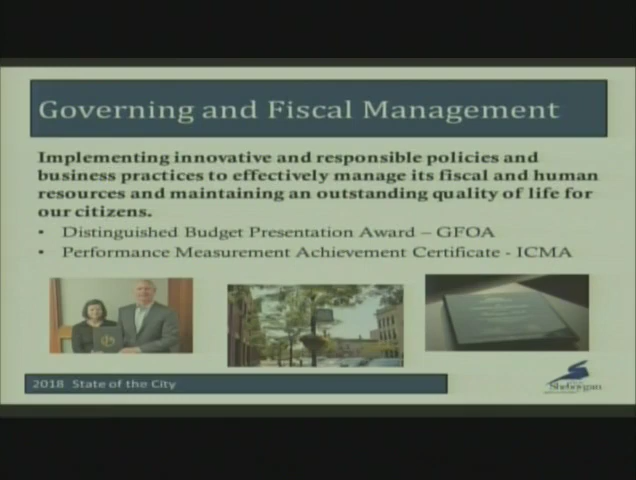 Governing and Fiscal Management
Implementing innovative and responsible policies and
business practices to effectively manage its fiscal and human
resources and maintaining an outstanding quality of life for
our citizens.
• Distinguished Budget Presentation Award – GFOA
• Performance Measurement Achievement Certificate - ICMA
2018 State of the City
Sheboygan